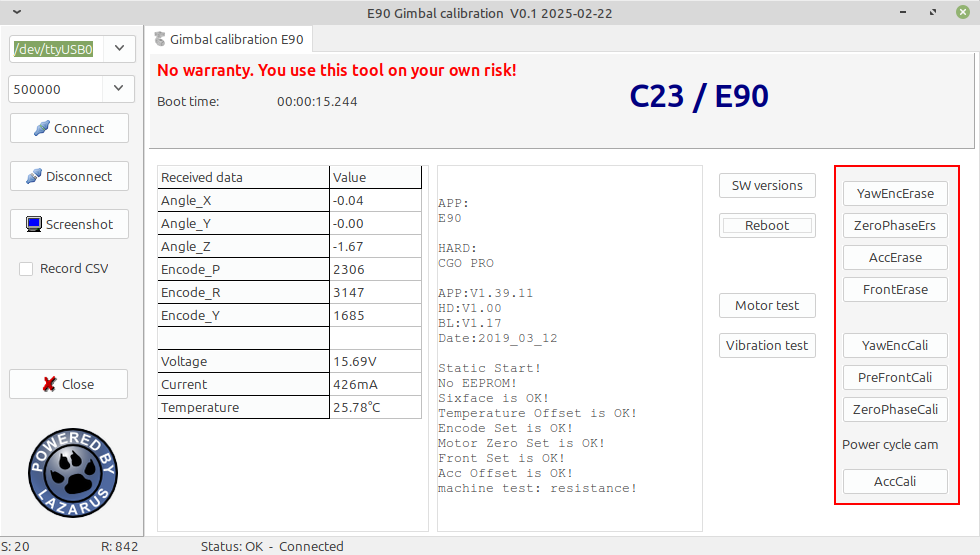 E90 Gimbal calibration V0.1 2025-02-22
/dev/ttyUSB0
500000
Connect
Disconnect
Screenshot
Record CSV
Close
POWERED BY
LAZARUS
Gimbal calibration E90
No warranty. You use this tool on your own risk!
Boot time: 00:00:15.244
C23 / E90
Received data Value
Angle_X -0.04
Angle_Y -0.00
Angle_Z -1.67
Encode_P 2306
Encode_R 3147
Encode_Y 1685
Voltage 15.69V
Current 426mA
Temperature 25.78°C
APP:
E90
HARD:
CGO PRO
APP:V1.39.11
HD:V1.00
BL:V1.17
Date:2019_03_12
Static Start!
No EEPROM!
Sixface is OK!
Temperature Offset is OK!
Encode Set is OK!
Motor Zero Set is OK!
Front Set is OK!
Acc Offset is OK!
machine test: resistance!
SW versions
Reboot
Motor test
Vibration test
YawEncErase
ZeroPhaseErs
AccErase
FrontErase
YawEncCali
PreFrontCali
ZeroPhaseCali
Power cycle cam
AccCali
S: 20 R: 842 Status: OK - Connected